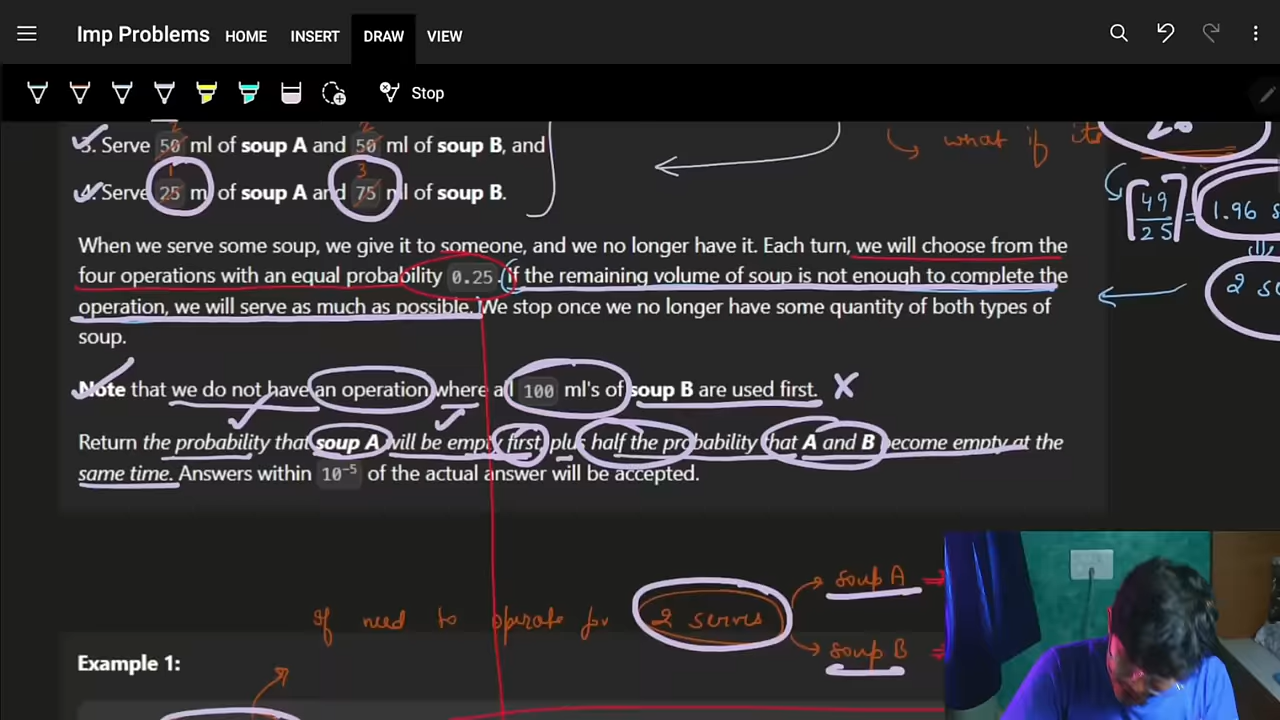 Imp Problems HOME INSERT DRAW VIEW
Stop
3. Serve 50 ml of soup A and 50 ml of soup B, and
2 2
what if its
4. Serve 25 ml of soup A and 75 ml of soup B.
1 3
49
25
= 1.96
When we serve some soup, we give it to someone, and we no longer have it. Each turn, we will choose from the
four operations with an equal probability 0.25. If the remaining volume of soup is not enough to complete the
operation, we will serve as much as possible. We stop once we no longer have some quantity of both types of
soup.
2
Note that we do not have an operation where all 100 ml's of soup B are used first. X
Return the probability that soup A will be empty first, plus half the probability that A and B become empty at the
same time. Answers within 10⁻⁵ of the actual answer will be accepted.
If need to operate for 2 serves
soup A
soup B
Example 1: